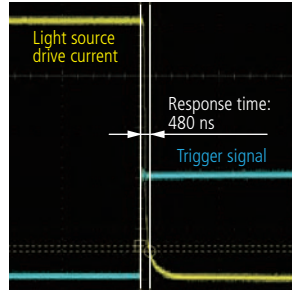 Light source
drive current
Response time:
480 ns
Trigger signal